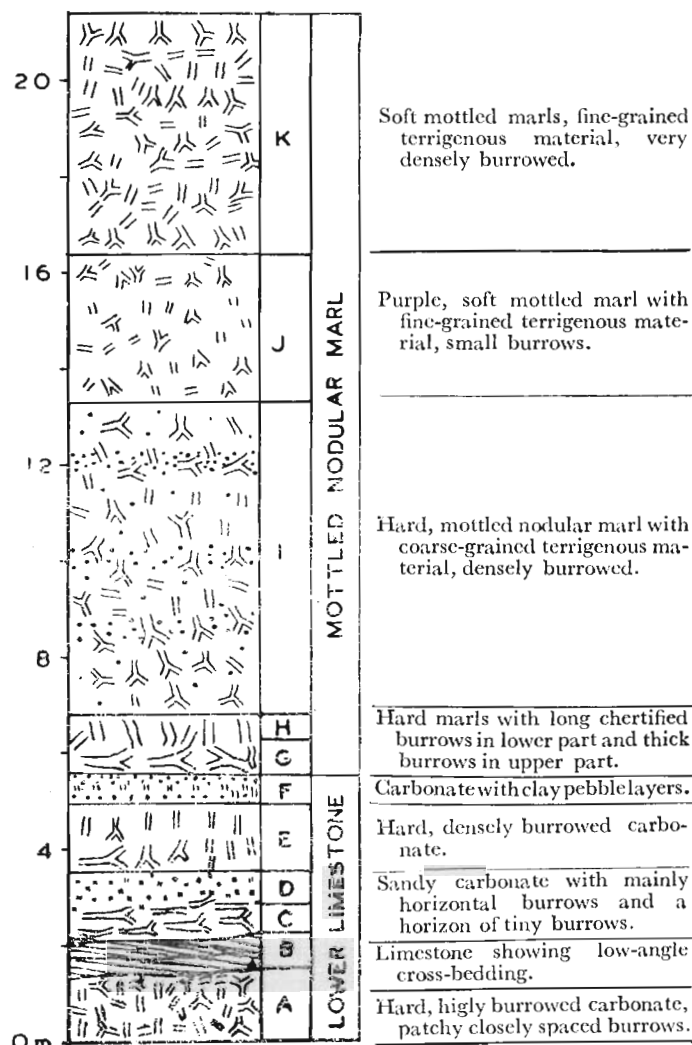 20
K
Soft mottled marls, fine-grained
terrigenous material, very
densely burrowed.
16
J
Purple, soft mottled marl with
fine-grained terrigenous mate-
rial, small burrows.
MOTTLED NODULAR MARL
12
I
Hard, mottled nodular marl with
coarse-grained terrigenous ma-
terial, densely burrowed.
8
H
G
Hard marls with long chertified
burrows in lower part and thick
burrows in upper part.
F
Carbonate with clay pebble layers.
LOWER LIMESTONE
4
E
Hard, densely burrowed carbo-
nate.
D
C
Sandy carbonate with mainly
horizontal burrows and a
horizon of tiny burrows.
B
Limestone showing low-angle
cross-bedding.
A
Hard, higly burrowed carbonate,
patchy closely spaced burrows.
0m